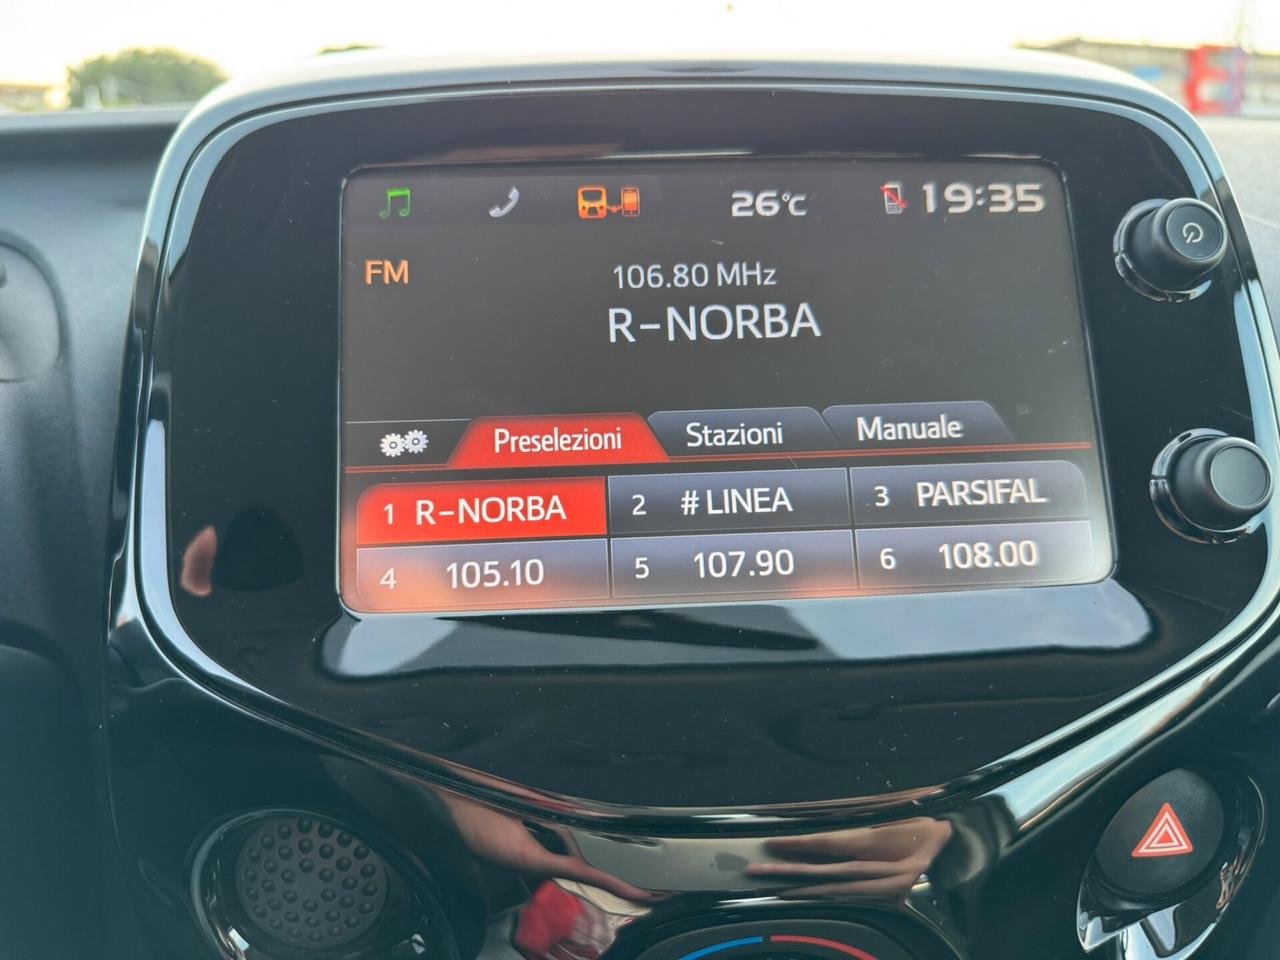 26°C 19:35
FM
106.80 MHz
R-NORBA
Preselezioni Stazioni Manuale
1 R-NORBA 2 # LINEA 3 PARSIFAL
4 105.10 5 107.90 6 108.00